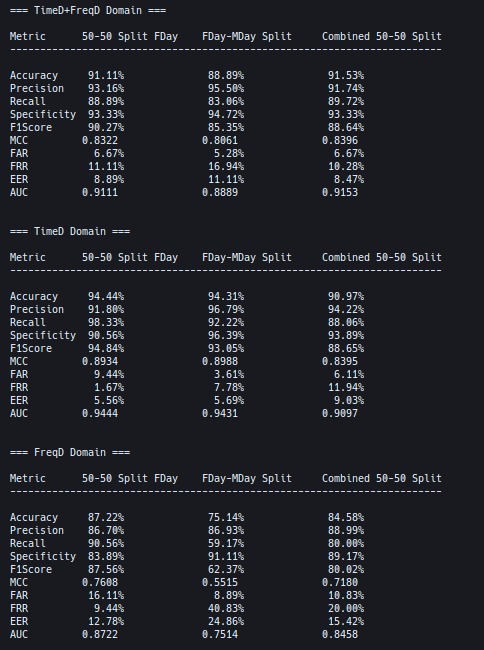 === TimeD+FreqD Domain ===
Metric 50-50 Split FDay FDay-MDay Split Combined 50-50 Split
------------------------------------------------------------------------
Accuracy 91.11% 88.89% 91.53%
Precision 93.16% 95.50% 91.74%
Recall 88.89% 83.06% 89.72%
Specificity 93.33% 94.72% 93.33%
F1Score 90.27% 85.35% 88.64%
MCC 0.8322 0.8061 0.8396
FAR 6.67% 5.28% 6.67%
FRR 11.11% 16.94% 10.28%
EER 8.89% 11.11% 8.47%
AUC 0.9111 0.8889 0.9153
=== TimeD Domain ===
Metric 50-50 Split FDay FDay-MDay Split Combined 50-50 Split
------------------------------------------------------------------------
Accuracy 94.44% 94.31% 90.97%
Precision 91.80% 96.79% 94.22%
Recall 98.33% 92.22% 88.06%
Specificity 90.56% 96.39% 93.89%
F1Score 94.84% 93.05% 88.65%
MCC 0.8934 0.8988 0.8395
FAR 9.44% 3.61% 6.11%
FRR 1.67% 7.78% 11.94%
EER 5.56% 5.69% 9.03%
AUC 0.9444 0.9431 0.9097
=== FreqD Domain ===
Metric 50-50 Split FDay FDay-MDay Split Combined 50-50 Split
------------------------------------------------------------------------
Accuracy 87.22% 75.14% 84.58%
Precision 86.70% 86.93% 88.99%
Recall 90.56% 59.17% 80.00%
Specificity 83.89% 91.11% 89.17%
F1Score 87.56% 62.37% 80.02%
MCC 0.7608 0.5515 0.7180
FAR 16.11% 8.89% 10.83%
FRR 9.44% 40.83% 20.00%
EER 12.78% 24.86% 15.42%
AUC 0.8722 0.7514 0.8458